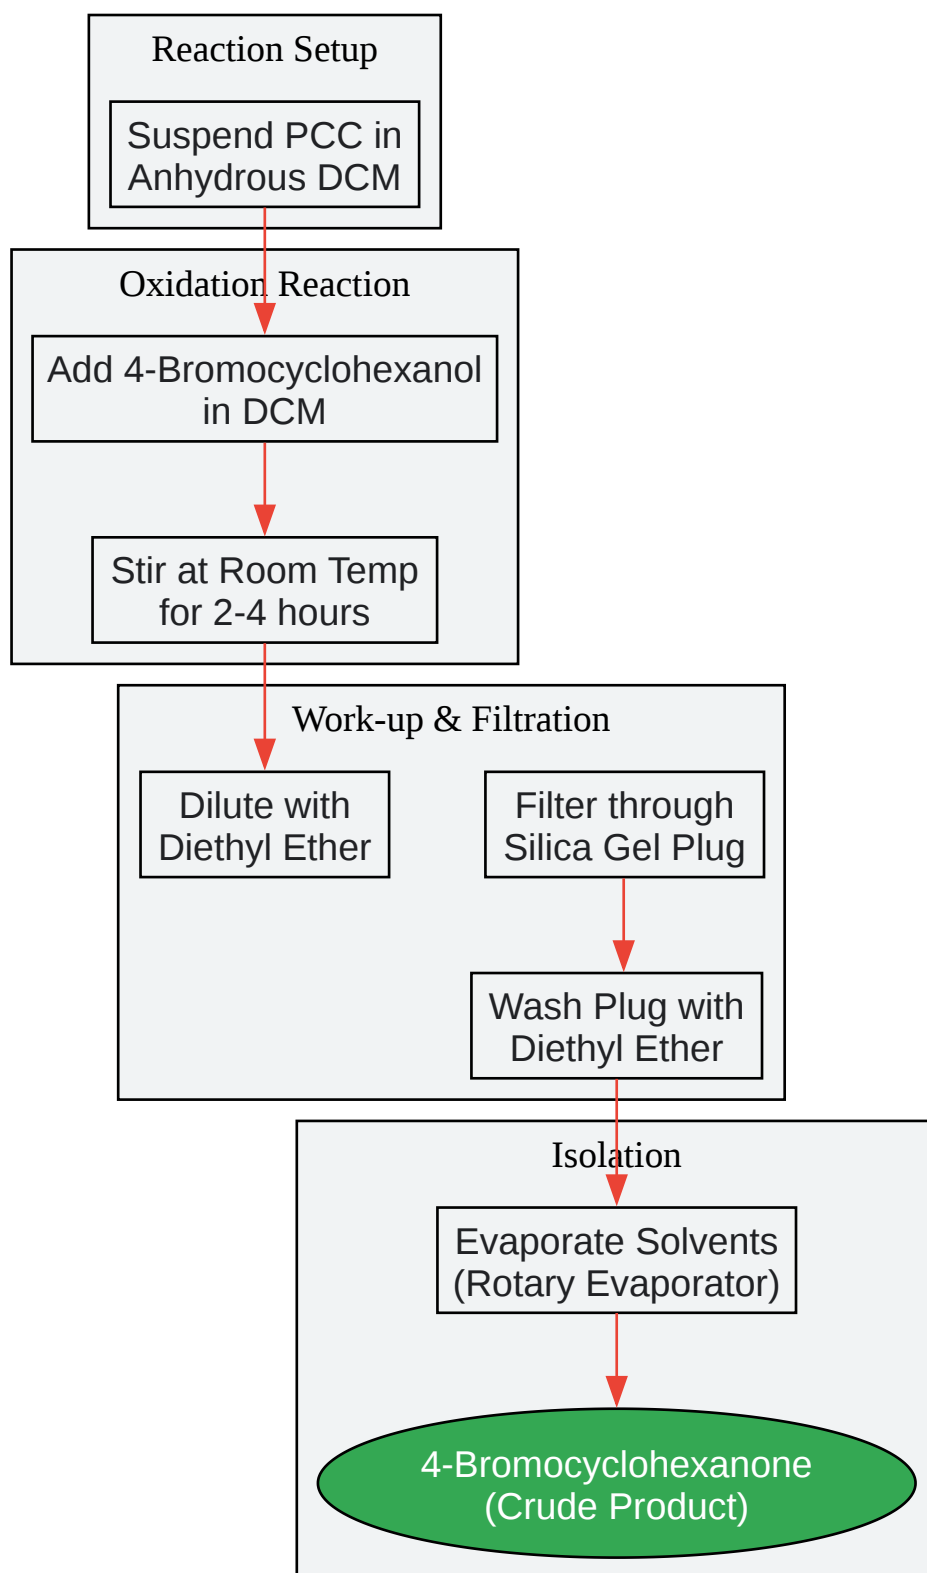 Reaction Setup
Suspend PCC in
Anhydrous DCM
Oxidation Reaction
Add 4-Bromocyclohexanol
in DCM
Stir at Room Temp
for 2-4 hours
Work-up & Filtration
Dilute with
Diethyl Ether
Filter through
Silica Gel Plug
Wash Plug with
Diethyl Ether
Isolation
Evaporate Solvents
(Rotary Evaporator)
4-Bromocyclohexanone
(Crude Product)